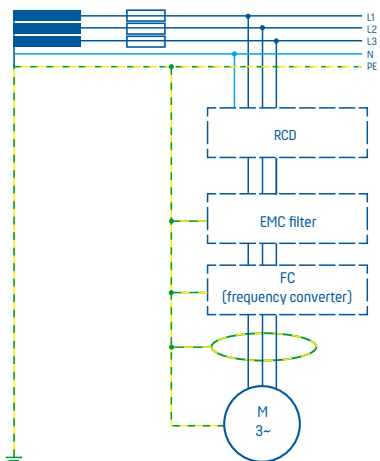 L1
L2
L3
N
PE
RCD
EMC filter
FC
(frequency converter)
M
3~